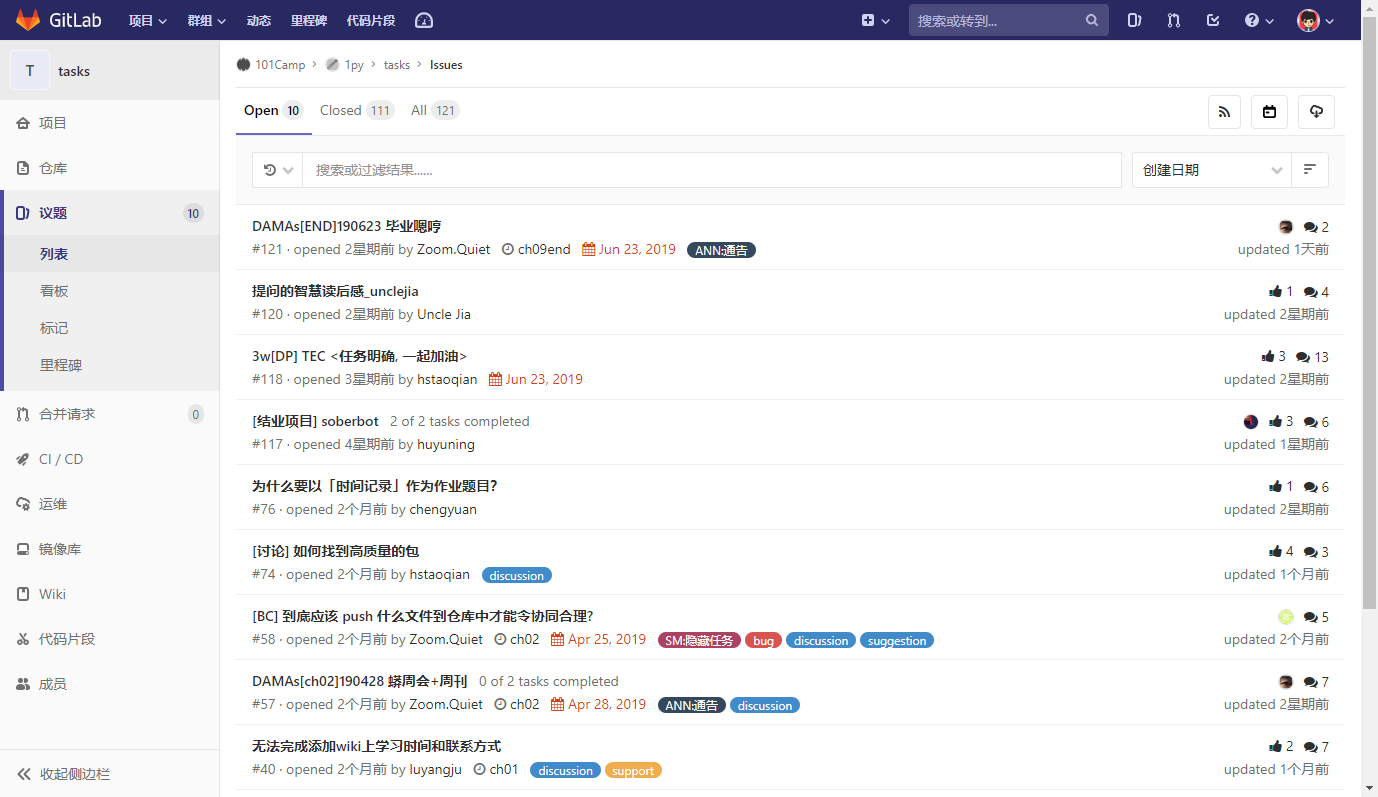 GitLab 项目 群组 动态 里程碑 代码片段 搜索或转到...
T tasks
项目
仓库
议题 10
列表
看板
标记
里程碑
合并请求 0
CI / CD
运维
镜像库
Wiki
代码片段
成员
收起侧边栏
101Camp › 1py › tasks › Issues
Open 10 Closed 111 All 121
搜索或过滤结果...... 创建日期
DAMAs[END]190623 毕业嗯哼 2
#121 · opened 2星期前 by Zoom.Quiet ch09end Jun 23, 2019 ANN:通告 updated 1天前
提问的智慧读后感_unclejia 1 4
#120 · opened 2星期前 by Uncle Jia updated 2星期前
3w[DP] TEC <任务明确, 一起加油> 3 13
#118 · opened 3星期前 by hstaoqian Jun 23, 2019 updated 2星期前
[结业项目] soberbot 2 of 2 tasks completed 3 6
#117 · opened 4星期前 by huyuning updated 1星期前
为什么要以「时间记录」作为作业题目? 1 6
#76 · opened 2个月前 by chengyuan updated 2星期前
[讨论] 如何找到高质量的包 4 3
#74 · opened 2个月前 by hstaoqian discussion updated 1个月前
[BC] 到底应该 push 什么文件到仓库中才能令协同合理? 5
#58 · opened 2个月前 by Zoom.Quiet ch02 Apr 25, 2019 SM:隐藏任务 bug discussion suggestion updated 2个月前
DAMAs[ch02]190428 蟒周会+周刊 0 of 2 tasks completed 7
#57 · opened 2个月前 by Zoom.Quiet ch02 Apr 28, 2019 ANN:通告 discussion updated 2星期前
无法完成添加wiki上学习时间和联系方式 2 7
#40 · opened 2个月前 by luyangju ch01 discussion support updated 1个月前